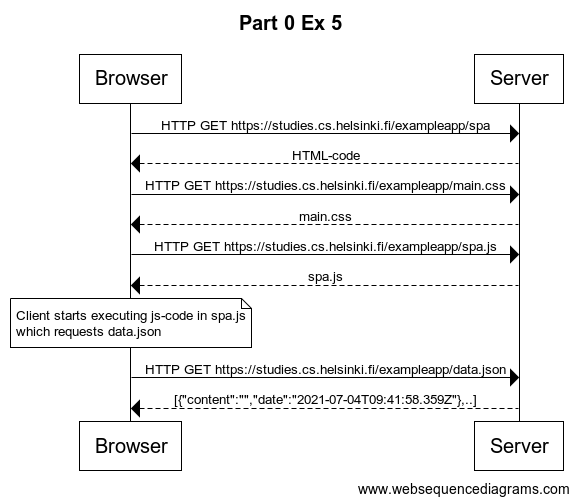 Part 0 Ex 5
Browser
Server
HTTP GET https://studies.cs.helsinki.fi/exampleapp/spa
HTML-code
HTTP GET https://studies.cs.helsinki.fi/exampleapp/main.css
main.css
HTTP GET https://studies.cs.helsinki.fi/exampleapp/spa.js
spa.js
Client starts executing js-code in spa.js
which requests data.json
HTTP GET https://studies.cs.helsinki.fi/exampleapp/data.json
[{"content":"","date":"2021-07-04T09:41:58.359Z"},..]
Browser
Server
www.websequencediagrams.com